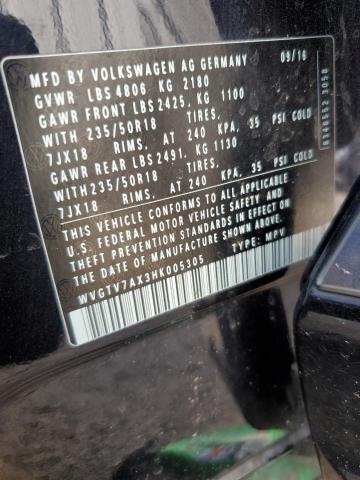 MFD BY VOLKSWAGEN AG GERMANY 09/16
GVWR LBS 4806 KG 2180
GAWR FRONT LBS 2425, KG 1100
WITH 235/50R18 TIRES,
7JX18 RIMS, AT 240 KPA, 35 PSI COLD
GAWR REAR LBS 2491, KG 1130
WITH 235/50R18 TIRES,
7JX18 RIMS, AT 240 KPA, 35 PSI COLD
THIS VEHICLE CONFORMS TO ALL APPLICABLE
U.S. FEDERAL MOTOR VEHICLE SAFETY AND
THEFT PREVENTION STANDARDS IN EFFECT ON
THE DATE OF MANUFACTURE SHOWN ABOVE
WVGTV7AX3HK005305 TYPE: MPV